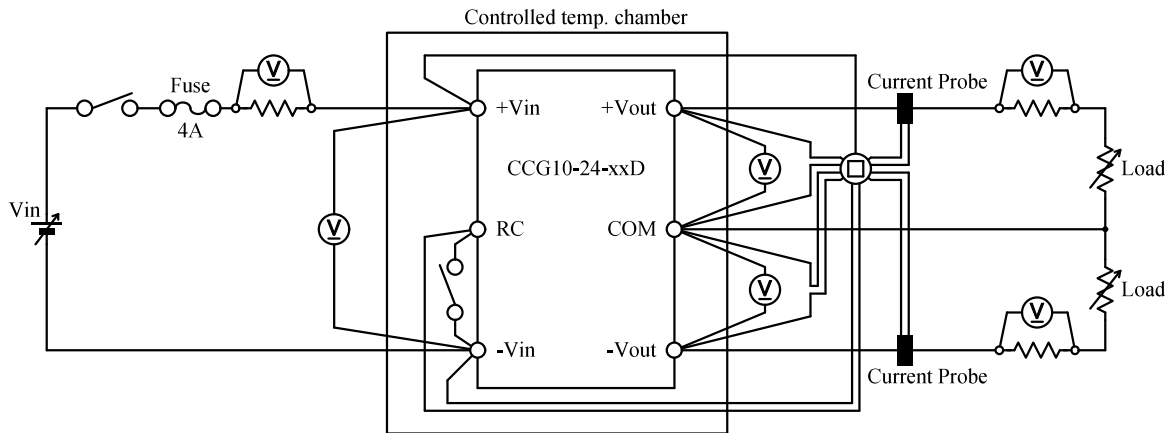 Controlled temp. chamber
Fuse
4A
V
V
V
V
V
V
Vin
+Vin
RC
-Vin
CCG10-24-xxD
+Vout
COM
-Vout
Current Probe
Current Probe
Load
Load